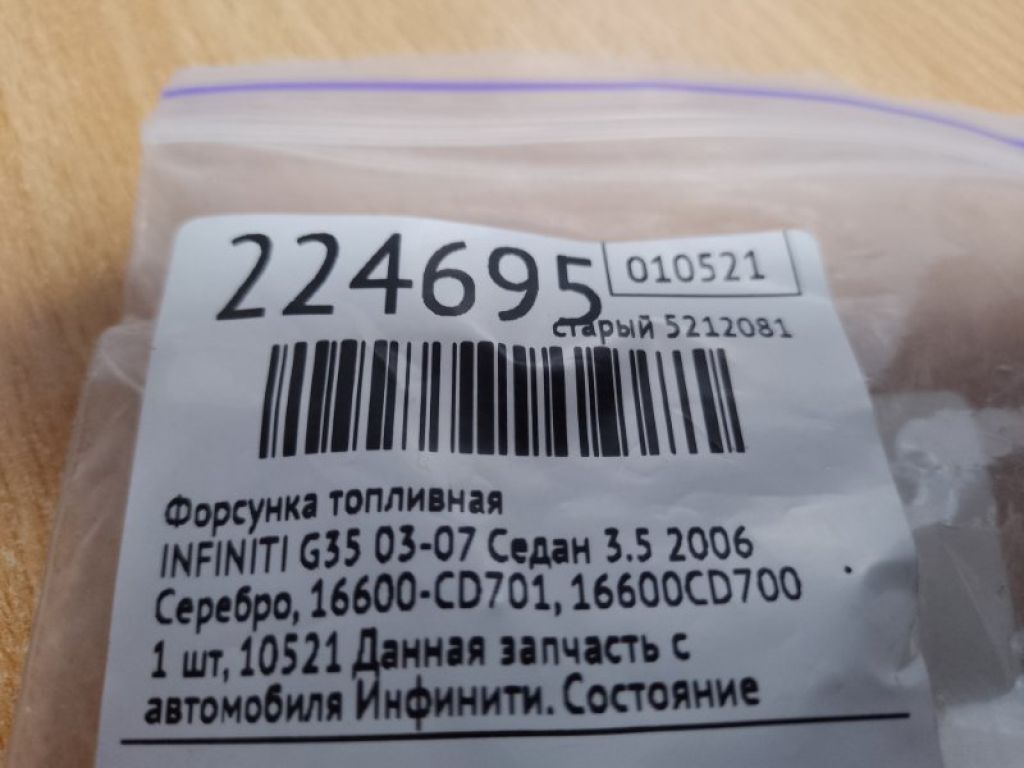 224695
010521
старый 5212081
Форсунка топливная
INFINITI G35 03-07 Седан 3.5 2006
Серебро, 16600-CD701, 16600CD700
1 шт, 10521 Данная запчасть с
автомобиля Инфинити. Состояние